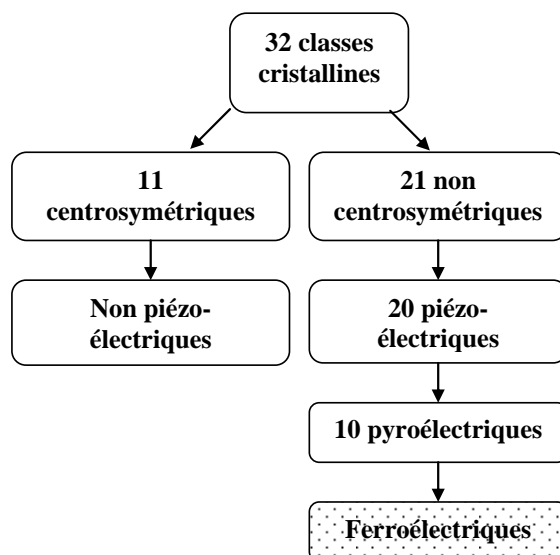 32 classes
cristallines
11
centrosymétriques
21 non
centrosymétriques
Non piézo-
électriques
20 piézo-
électriques
10 pyroélectriques
Ferroélectriques